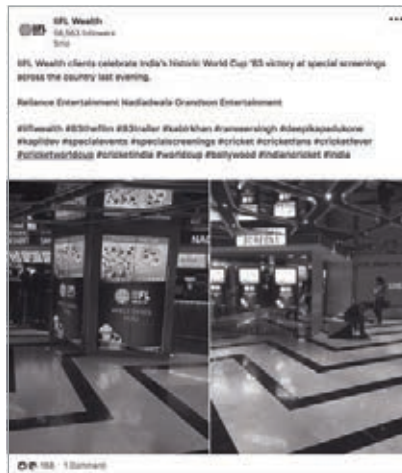 IIFL Wealth
followers
5mo
IIFL Wealth clients celebrate India's historic World Cup '83 victory at special screenings
across the country last evening.
Reliance Entertainment Nadiadwala Grandson Entertainment
#iiflwealth #83thefilm #83trailer #kabirkhan #ranveersingh #deepikapadukone
#kapildev #specialevents #specialscreenings #cricket #cricketfans #cricketfever
#cricketworldcup #cricketindia #worldcup #bollywood #indiancricket #india
IIFL
SCREENS
168 · 1 Comment